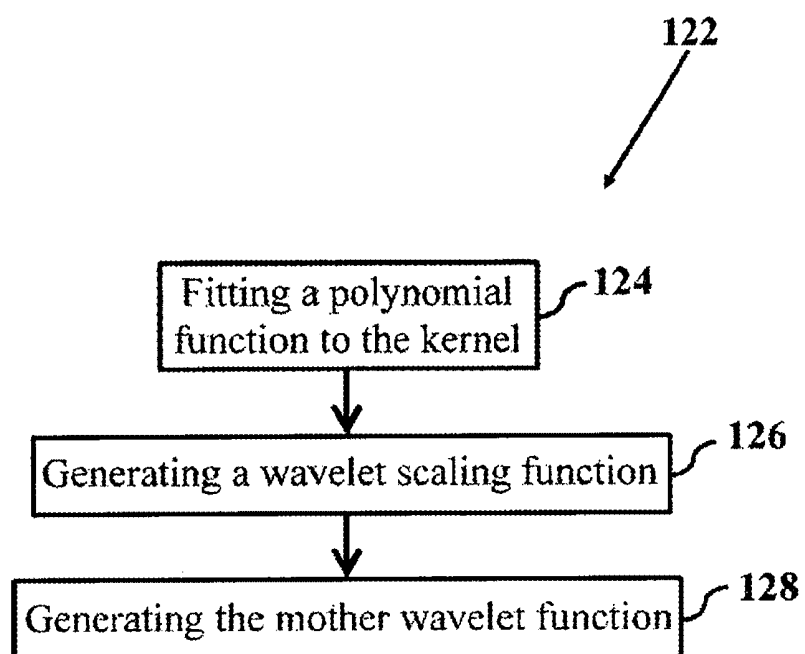 122
Fitting a polynomial
function to the kernel
124
Generating a wavelet scaling function
126
Generating the mother wavelet function
128